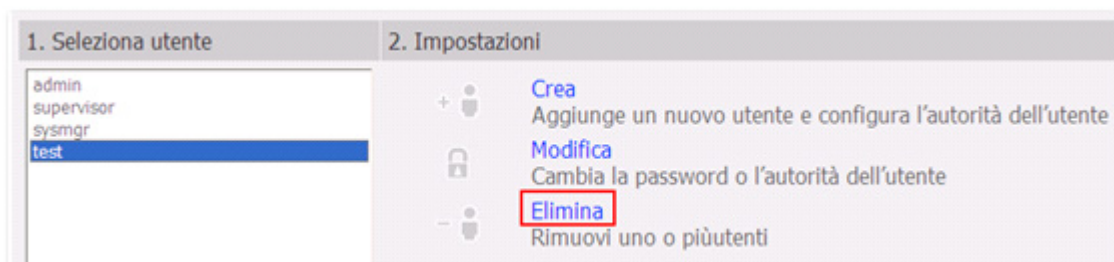 1. Seleziona utente
2. Impostazioni
admin
supervisor
sysmgr
test
Crea
Aggiunge un nuovo utente e configura l'autorità dell'utente
Modifica
Cambia la password o l'autorità dell'utente
Elimina
Rimuovi uno o piùutenti